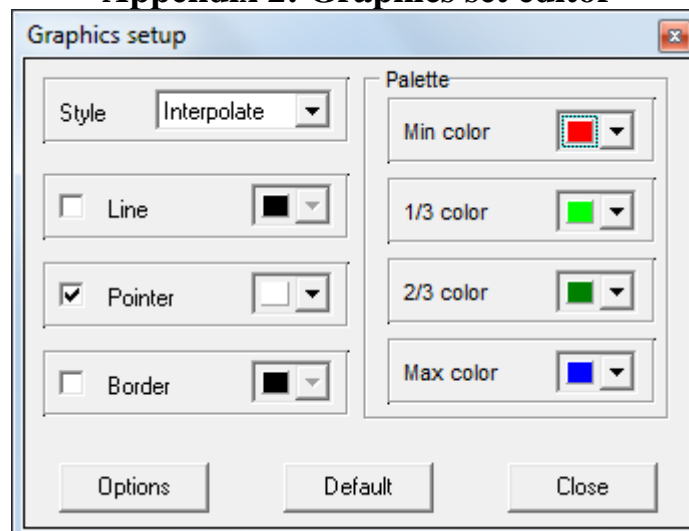 Appendix 2. Graphics set editor
Graphics setup
Style
Interpolate
Line
Pointer
Border
Palette
Min color
1/3 color
2/3 color
Max color
Options
Default
Close